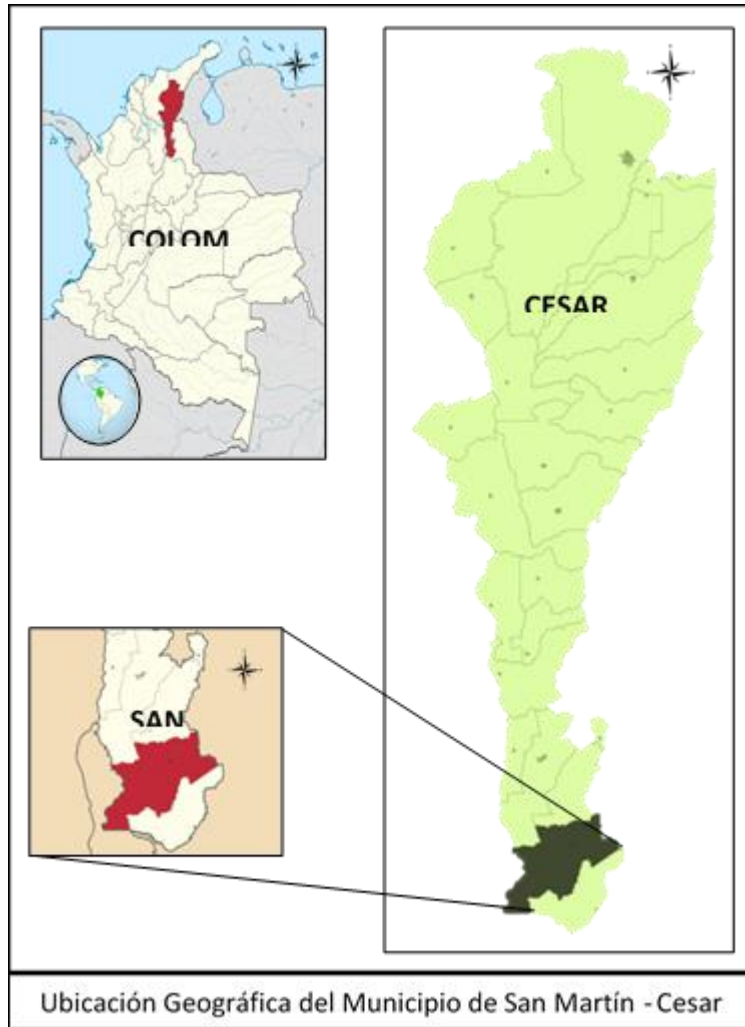 COLOM
CESAR
SAN
Ubicación Geográfica del Municipio de San Martín - Cesar